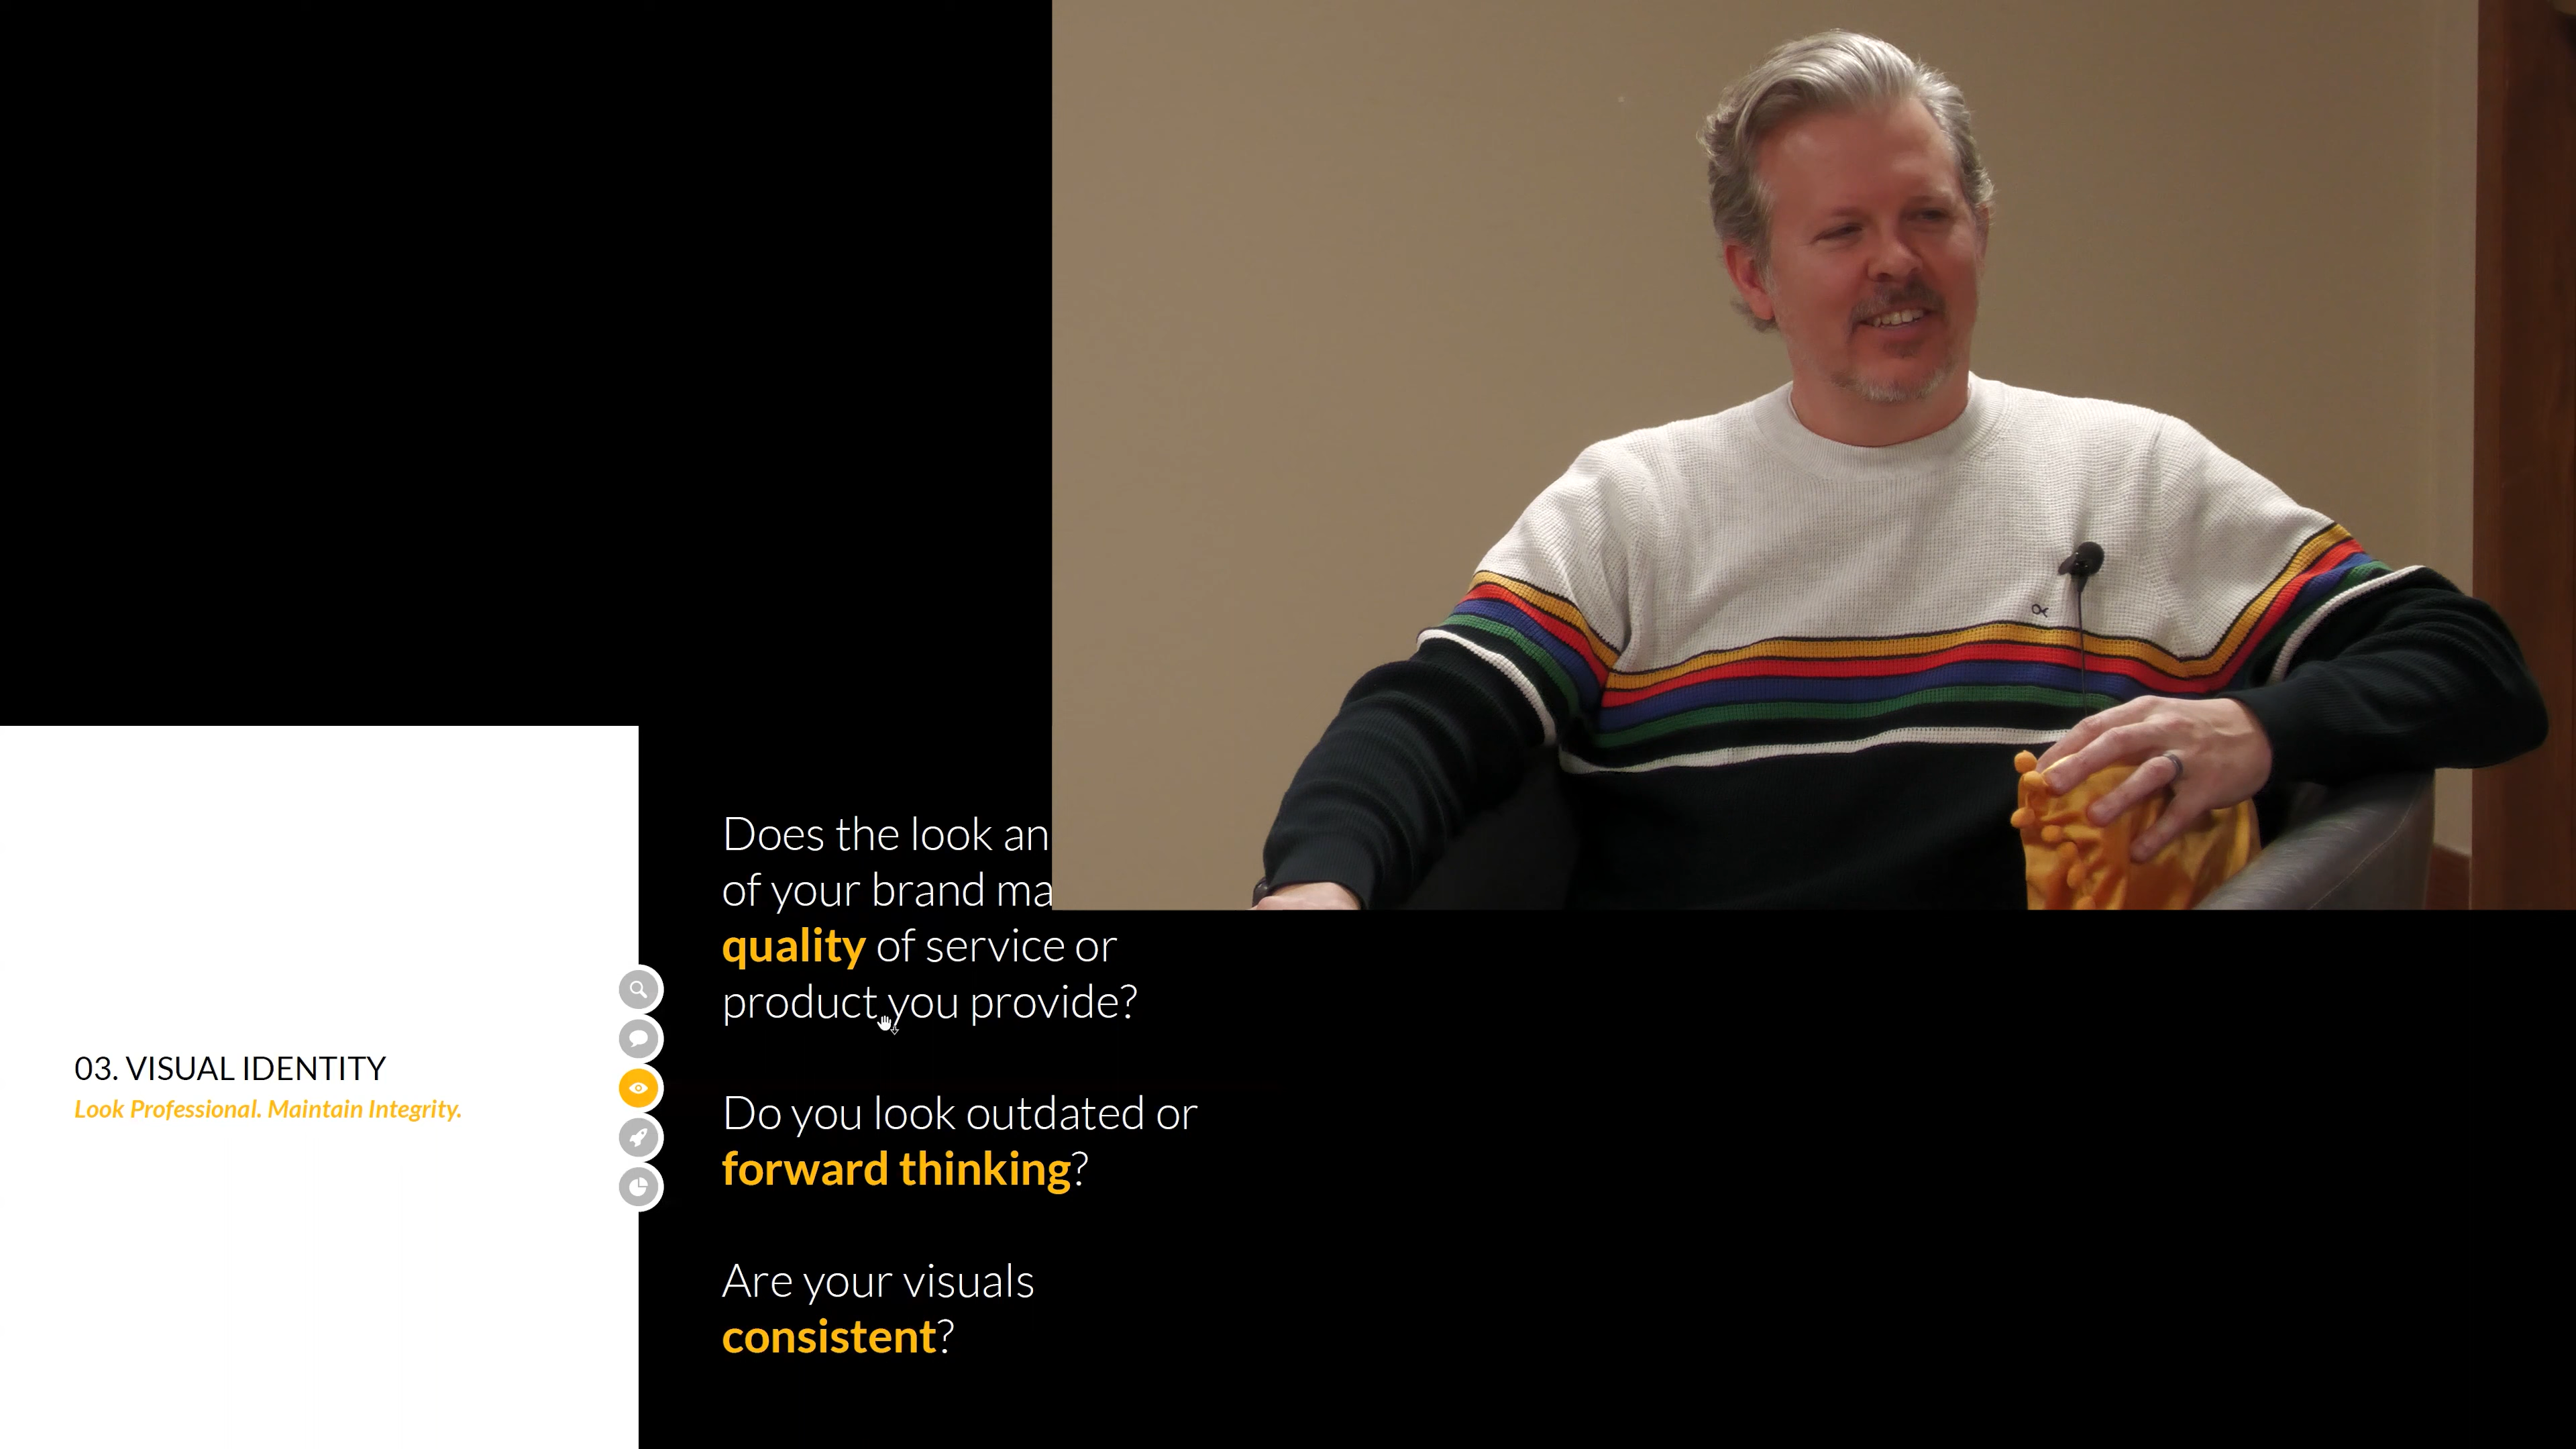 03. VISUAL IDENTITY
Look Professional. Maintain Integrity.
Does the look an
of your brand ma
quality of service or
product you provide?
Do you look outdated or
forward thinking?
Are your visuals
consistent?